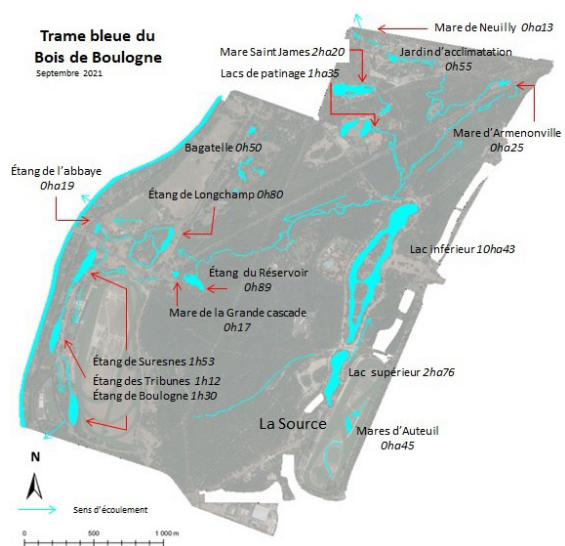 Trame bleue du
Bois de Boulogne
Septembre 2021
Mare de Neuilly 0ha13
Mare Saint James 2ha20
Jardin d'acclimatation
0h55
Lacs de patinage 1ha35
Mare d'Armenonville
0ha25
Bagatelle 0h50
Étang de l'abbaye
0ha19
Étang de Longchamp 0h80
Lac inférieur 10ha43
Étang du Réservoir
0h89
Mare de la Grande cascade
0h17
Étang de Suresnes 1h53
Étang des Tribunes 1h12
Étang de Boulogne 1h30
Lac supérieur 2ha76
La Source
Mares d'Auteuil
0ha45
N
Sens d'écoulement
0 500 1 000 m